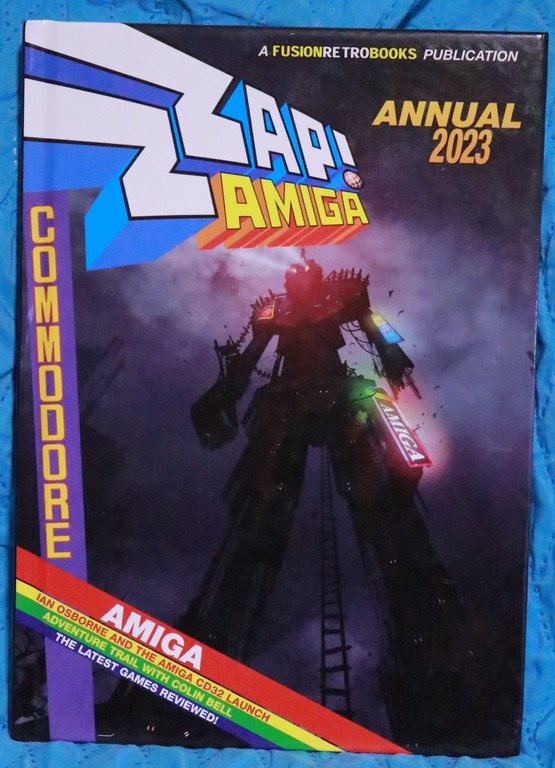 A FUSIONRETROBOOKS PUBLICATION
ZZAP!
AMIGA
ANNUAL
2023
COMMODORE
AMIGA
AMIGA
IAN OSBORNE AND THE AMIGA CD32 LAUNCH
ADVENTURE TRAIL WITH COLIN BELL
THE LATEST GAMES REVIEWED!